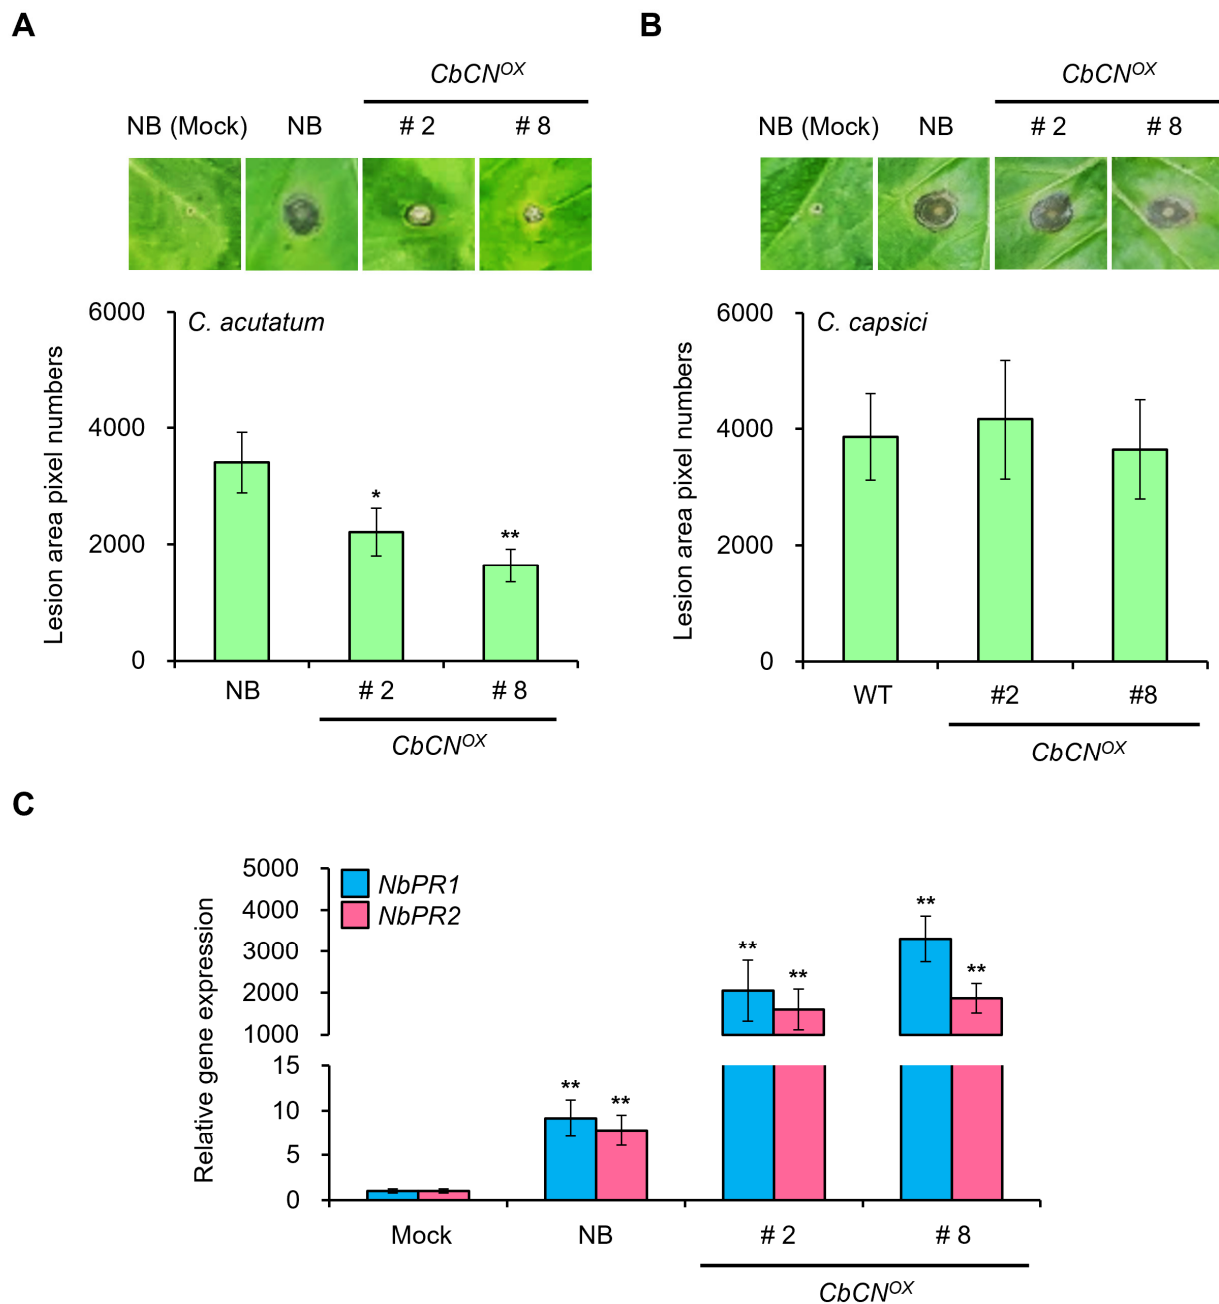 A
CbCN^OX
NB (Mock) NB # 2 # 8
C. acutatum
Lesion area pixel numbers
6000
4000
2000
0
*
**
NB # 2 # 8
CbCN^OX
B
CbCN^OX
NB (Mock) NB # 2 # 8
C. capsici
Lesion area pixel numbers
6000
4000
2000
0
WT #2 #8
CbCN^OX
C
NbPR1
NbPR2
Relative gene expression
5000
4000
3000
2000
1000
15
10
5
0
** **
** **
** **
Mock NB # 2 # 8
CbCN^OX